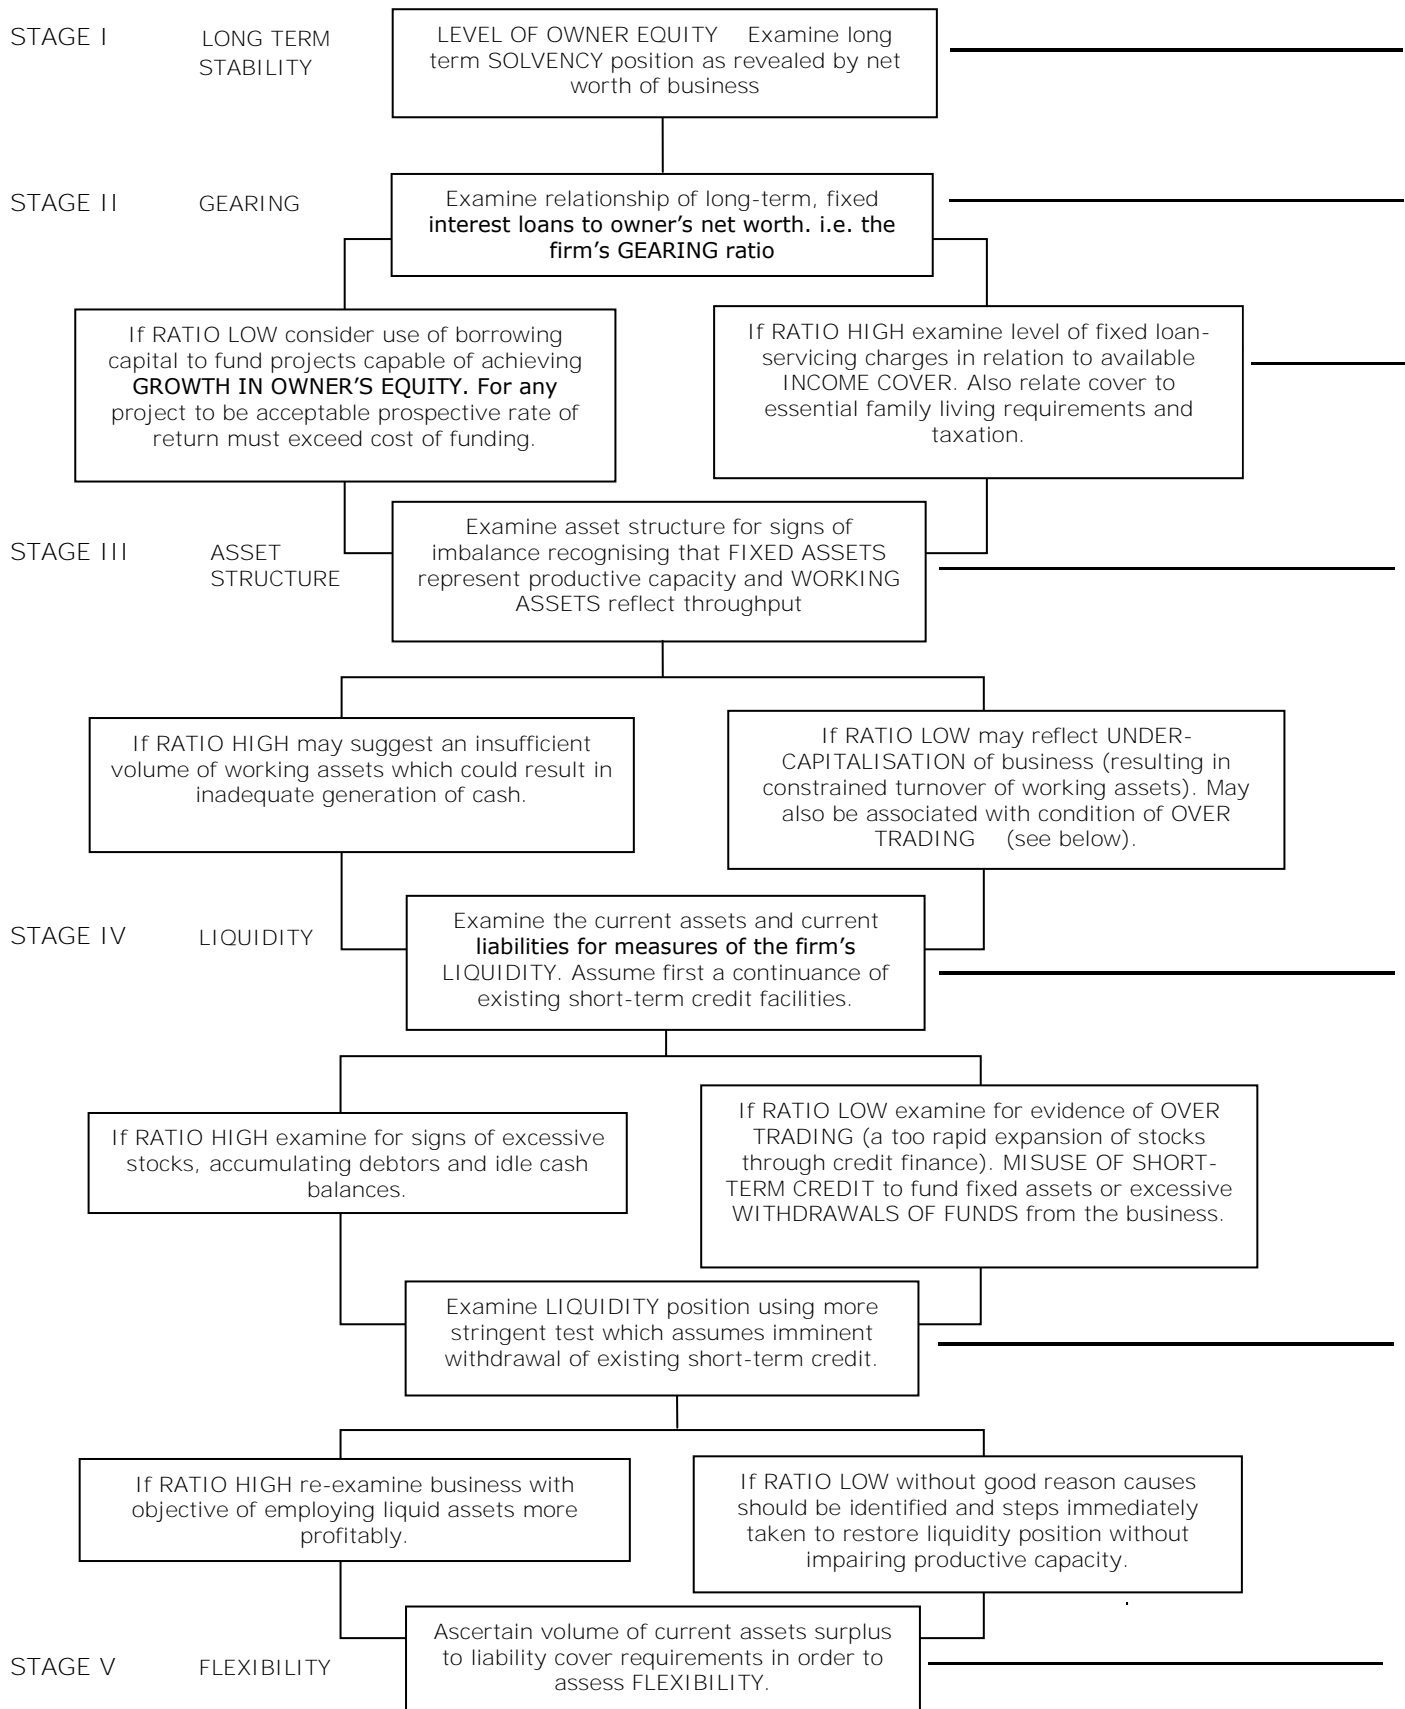 STAGE I
LONG TERM
STABILITY
LEVEL OF OWNER EQUITY Examine long
term SOLVENCY position as revealed by net
worth of business
STAGE II
GEARING
Examine relationship of long-term, fixed
interest loans to owner’s net worth. i.e. the
firm’s GEARING ratio
If RATIO LOW consider use of borrowing
capital to fund projects capable of achieving
GROWTH IN OWNER’S EQUITY. For any
project to be acceptable prospective rate of
return must exceed cost of funding.
If RATIO HIGH examine level of fixed loan-
servicing charges in relation to available
INCOME COVER. Also relate cover to
essential family living requirements and
taxation.
STAGE III
ASSET
STRUCTURE
Examine asset structure for signs of
imbalance recognising that FIXED ASSETS
represent productive capacity and WORKING
ASSETS reflect throughput
If RATIO HIGH may suggest an insufficient
volume of working assets which could result in
inadequate generation of cash.
If RATIO LOW may reflect UNDER-
CAPITALISATION of business (resulting in
constrained turnover of working assets). May
also be associated with condition of OVER
TRADING (see below).
STAGE IV
LIQUIDITY
Examine the current assets and current
liabilities for measures of the firm’s
LIQUIDITY. Assume first a continuance of
existing short-term credit facilities.
If RATIO HIGH examine for signs of excessive
stocks, accumulating debtors and idle cash
balances.
If RATIO LOW examine for evidence of OVER
TRADING (a too rapid expansion of stocks
through credit finance). MISUSE OF SHORT-
TERM CREDIT to fund fixed assets or excessive
WITHDRAWALS OF FUNDS from the business.
Examine LIQUIDITY position using more
stringent test which assumes imminent
withdrawal of existing short-term credit.
If RATIO HIGH re-examine business with
objective of employing liquid assets more
profitably.
If RATIO LOW without good reason causes
should be identified and steps immediately
taken to restore liquidity position without
impairing productive capacity.
STAGE V
FLEXIBILITY
Ascertain volume of current assets surplus
to liability cover requirements in order to
assess FLEXIBILITY.